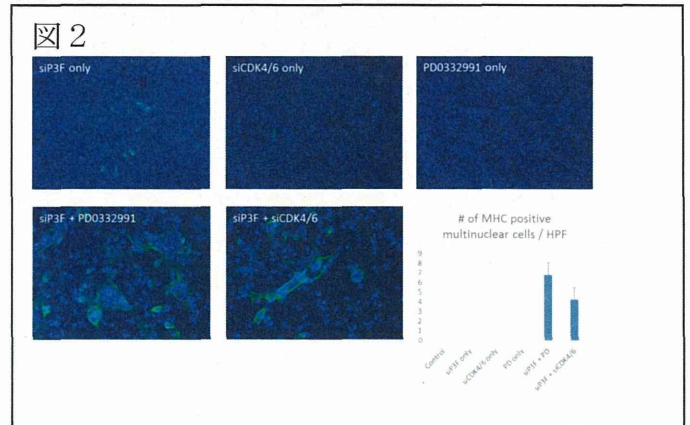 図２
siP3F only
siCDK4/6 only
PD0332991 only
siP3F + PD0332991
siP3F + siCDK4/6
# of MHC positive
multinuclear cells / HPF
9
8
7
6
5
4
3
2
1
0
Control
siP3F only
siCDK4/6 only
PD only
siP3F + PD
siP3F + siCDK4/6